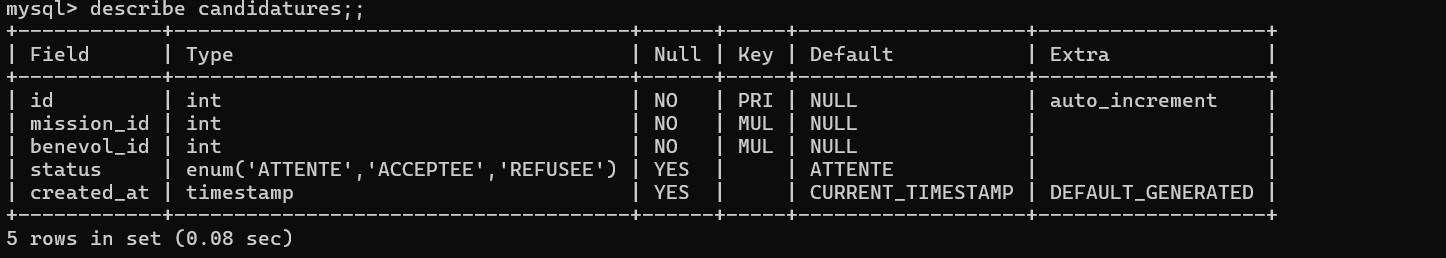 mysql> describe candidatures;;
+------------+---------------------------------------+------+-----+-------------------+-------------------+
| Field      | Type                                  | Null | Key | Default           | Extra             |
+------------+---------------------------------------+------+-----+-------------------+-------------------+
| id         | int                                   | NO   | PRI | NULL              | auto_increment    |
| mission_id | int                                   | NO   | MUL | NULL              |                   |
| benevol_id | int                                   | NO   | MUL | NULL              |                   |
| status     | enum('ATTENTE','ACCEPTEE','REFUSEE') | YES  |     | ATTENTE           |                   |
| created_at | timestamp                             | YES  |     | CURRENT_TIMESTAMP | DEFAULT_GENERATED |
+------------+---------------------------------------+------+-----+-------------------+-------------------+
5 rows in set (0.08 sec)